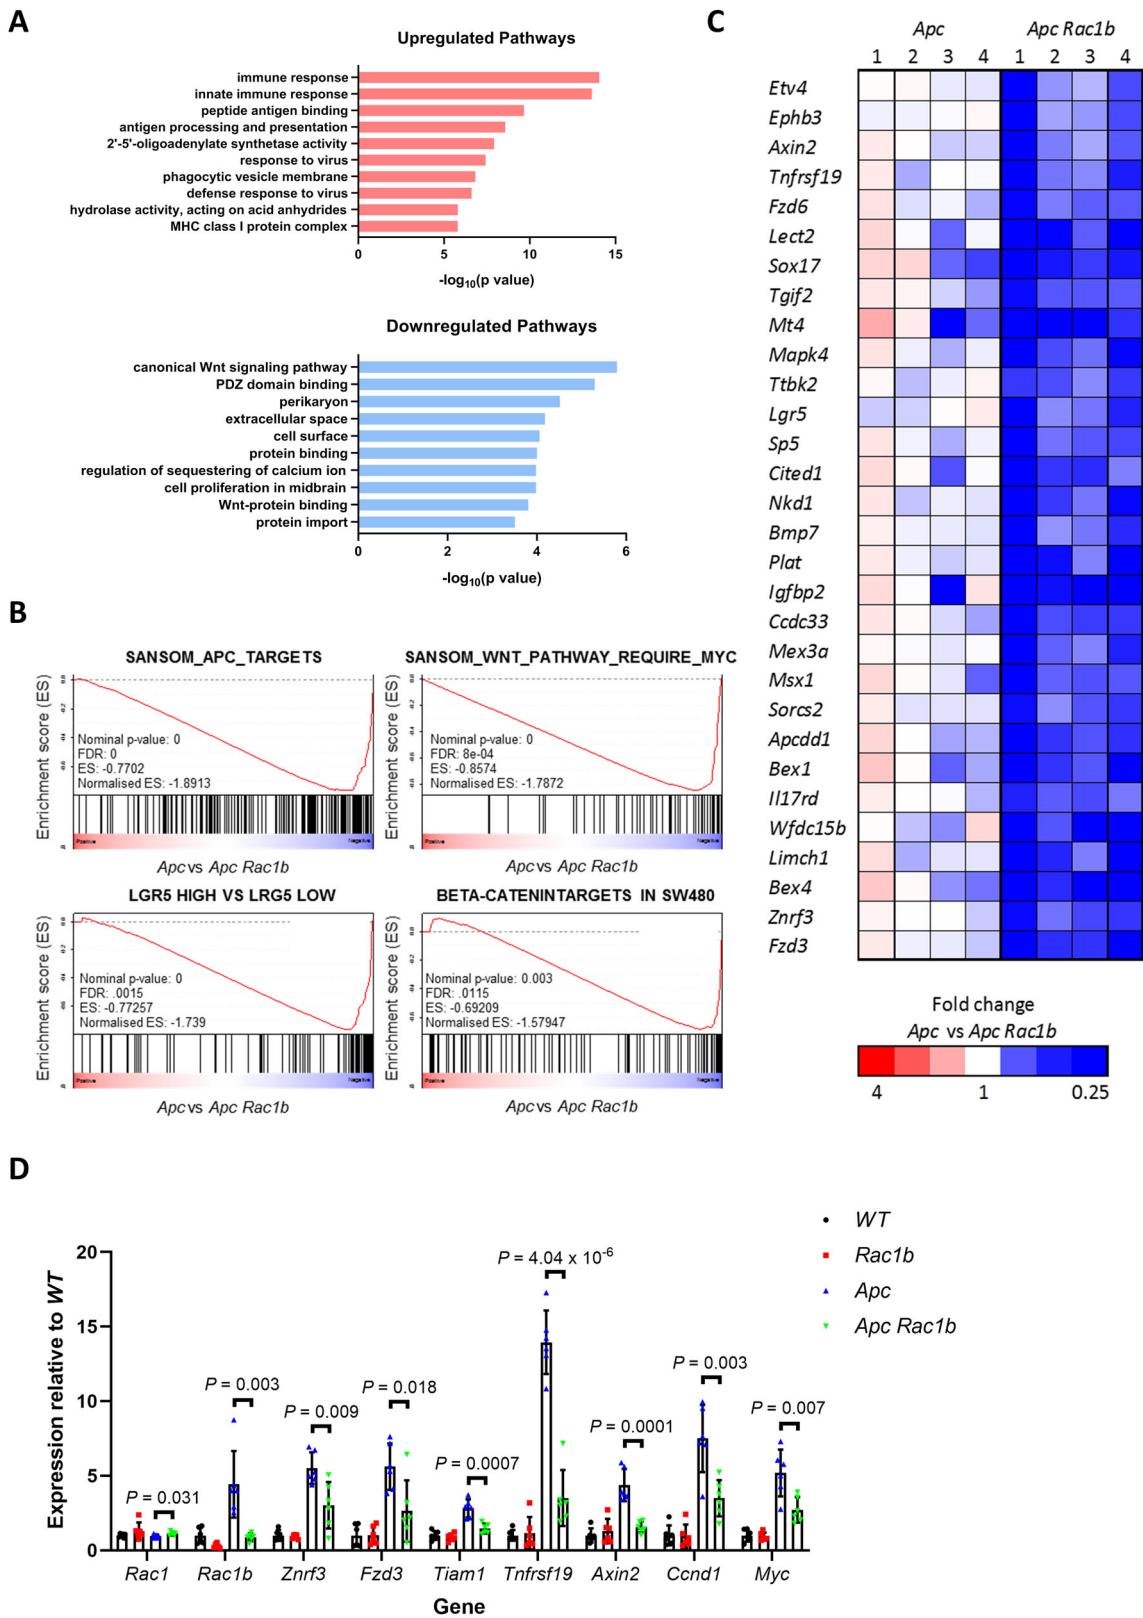 A
Upregulated Pathways
immune response
innate immune response
peptide antigen binding
antigen processing and presentation
2'-5'-oligoadenylate synthetase activity
response to virus
phagocytic vesicle membrane
defense response to virus
hydrolase activity, acting on acid anhydrides
MHC class I protein complex
0 5 10 15
-log10(p value)
Downregulated Pathways
canonical Wnt signaling pathway
PDZ domain binding
perikaryon
extracellular space
cell surface
protein binding
regulation of sequestering of calcium ion
cell proliferation in midbrain
Wnt-protein binding
protein import
0 2 4 6
-log10(p value)
B
SANSOM_APC_TARGETS
Enrichment score (ES)
Nominal p-value: 0
FDR: 0
ES: -0.7702
Normalised ES: -1.8913
Positive Negative
Apc vs Apc Rac1b
SANSOM_WNT_PATHWAY_REQUIRE_MYC
Enrichment score (ES)
Nominal p-value: 0
FDR: 8e-04
ES: -0.8574
Normalised ES: -1.7872
Positive Negative
Apc vs Apc Rac1b
LGR5 HIGH VS LRG5 LOW
Enrichment score (ES)
Nominal p-value: 0
FDR: .0015
ES: -0.77257
Normalised ES: -1.739
Positive Negative
Apc vs Apc Rac1b
BETA-CATENINTARGETS IN SW480
Enrichment score (ES)
Nominal p-value: 0.003
FDR: .0115
ES: -0.69209
Normalised ES: -1.57947
Positive Negative
Apc vs Apc Rac1b
C
Apc Apc Rac1b
1 2 3 4 1 2 3 4
Etv4
Ephb3
Axin2
Tnfrsf19
Fzd6
Lect2
Sox17
Tgif2
Mt4
Mapk4
Ttbk2
Lgr5
Sp5
Cited1
Nkd1
Bmp7
Plat
Igfbp2
Ccdc33
Mex3a
Msx1
Sorcs2
Apcdd1
Bex1
Il17rd
Wfdc15b
Limch1
Bex4
Znrf3
Fzd3
Fold change
Apc vs Apc Rac1b
4 1 0.25
D
Expression relative to WT
20
15
10
5
0
P = 0.031
P = 0.003
P = 0.009
P = 0.018
P = 0.0007
P = 4.04 x 10-6
P = 0.0001
P = 0.003
P = 0.007
Rac1 Rac1b Znrf3 Fzd3 Tiam1 Tnfrsf19 Axin2 Ccnd1 Myc
Gene
WT
Rac1b
Apc
Apc Rac1b